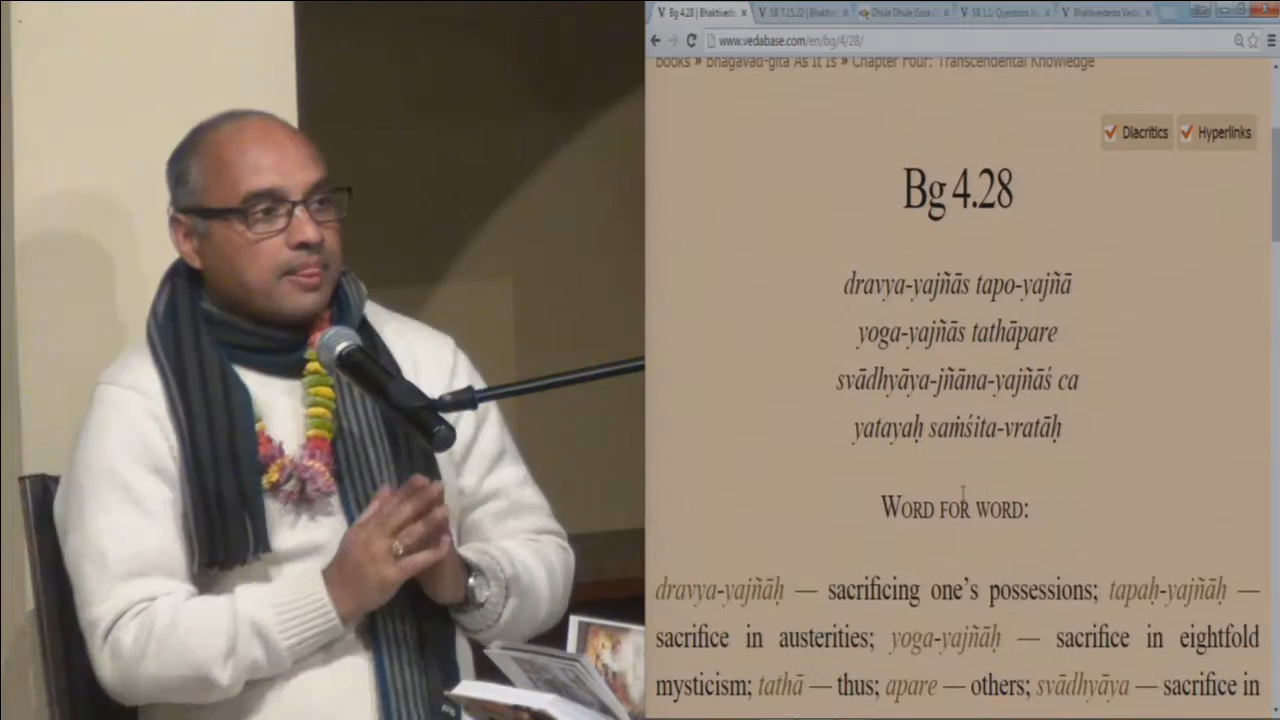 Bg 4.28 | Bhaktivedan
SB 7.15.22 | Bhaktiv
Dhule Dhule Gora
SB 1.1: Questions b
Bhaktivedanta Veda
www.vedabase.com/en/bg/4/28/
Books » Bhagavad-gita As It Is » Chapter Four: Transcendental Knowledge
Diacritics Hyperlinks
Bg 4.28
dravya-yajñās tapo-yajñā
yoga-yajñās tathāpare
svādhyāya-jñāna-yajñāś ca
yatayaḥ saṁśita-vratāḥ
WORD FOR WORD:
dravya-yajñāḥ — sacrificing one’s possessions; tapaḥ-yajñāḥ —
sacrifice in austerities; yoga-yajñāḥ — sacrifice in eightfold
mysticism; tathā — thus; apare — others; svādhyāya — sacrifice in